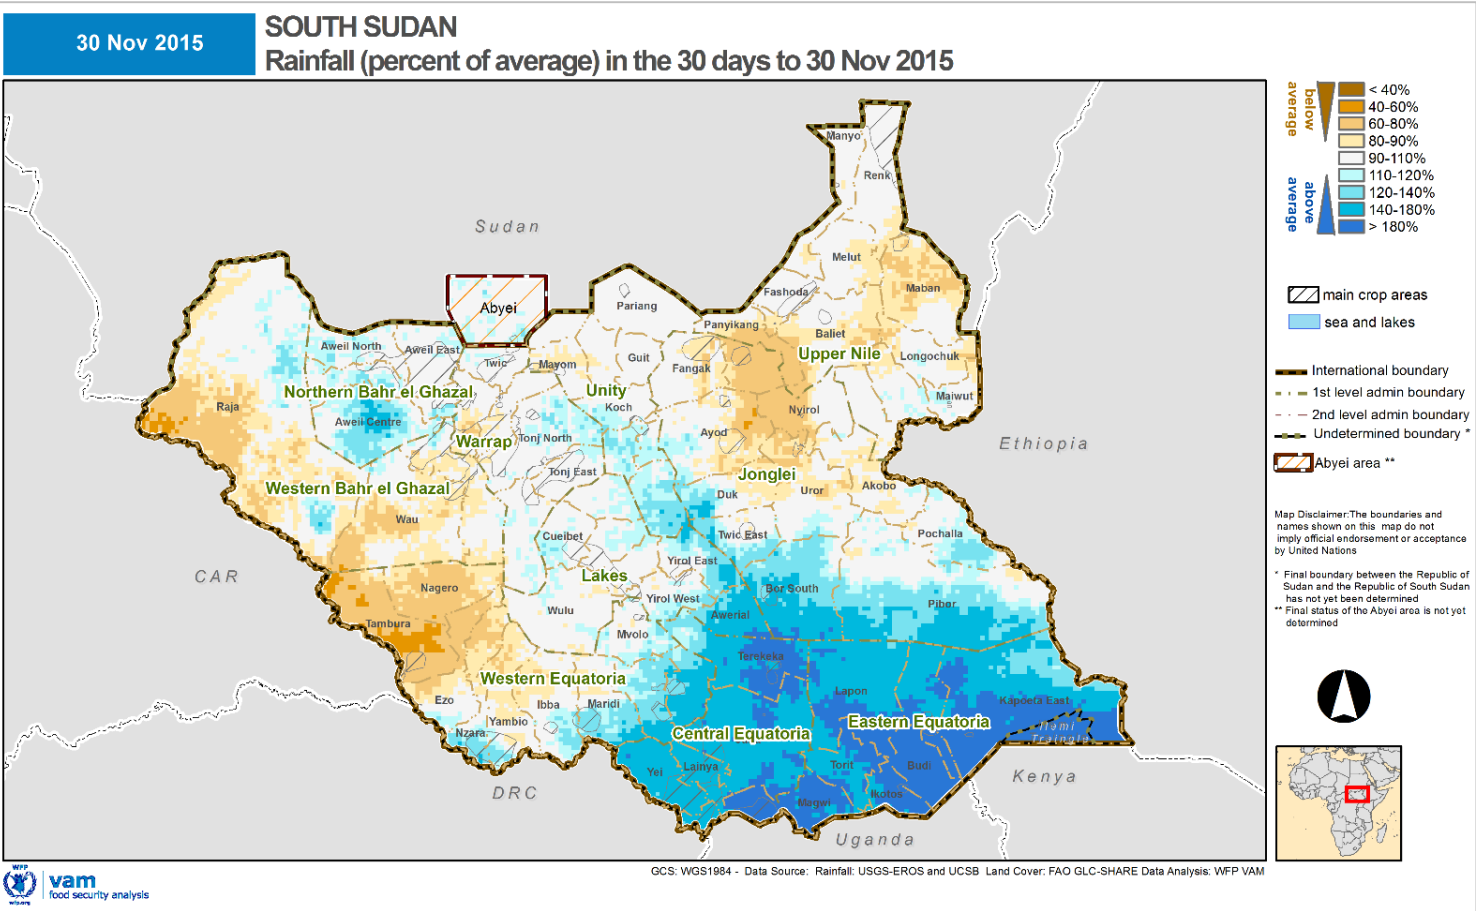 30 Nov 2015
SOUTH SUDAN
Rainfall (percent of average) in the 30 days to 30 Nov 2015
below average
above average
< 40%
40-60%
60-80%
80-90%
90-110%
110-120%
120-140%
140-180%
> 180%
main crop areas
sea and lakes
International boundary
1st level admin boundary
2nd level admin boundary
Undetermined boundary *
Abyei area **
Map Disclaimer:The boundaries and
names shown on this map do not
imply official endorsement or acceptance
by United Nations
* Final boundary between the Republic of
Sudan and the Republic of South Sudan
has not yet been determined
** Final status of the Abyei area is not yet
determined
Manyo
Renk
Sudan
Melut
Maban
Fashoda
Abyei
Pariang
Panyikang
Baliet
Upper Nile
Longochuk
Aweil North
Aweil East
Twic
Mayom
Guit
Fangak
Northern Bahr el Ghazal
Unity
Maiwut
Raja
Koch
Nyirol
Aweil Centre
Ayod
Warrap
Tonj North
Ethiopia
Tonj East
Jonglei
Western Bahr el Ghazal
Duk
Uror
Akobo
Wau
Cueibet
Twic East
Pochalla
Yirol East
CAR
Lakes
Nagero
Bor South
Yirol West
Pibor
Wulu
Awerial
Tambura
Mvolo
Terekeka
Western Equatoria
Lapon
Ezo
Ibba
Maridi
Kapoeta East
Yambio
Eastern Equatoria
Nzara
Central Equatoria
Yei
Lainya
Torit
Budi
Kenya
DRC
Ikotos
Magwi
Uganda
WFP
wfp.org
vam
food security analysis
GCS: WGS1984 - Data Source: Rainfall: USGS-EROS and UCSB Land Cover: FAO GLC-SHARE Data Analysis: WFP VAM